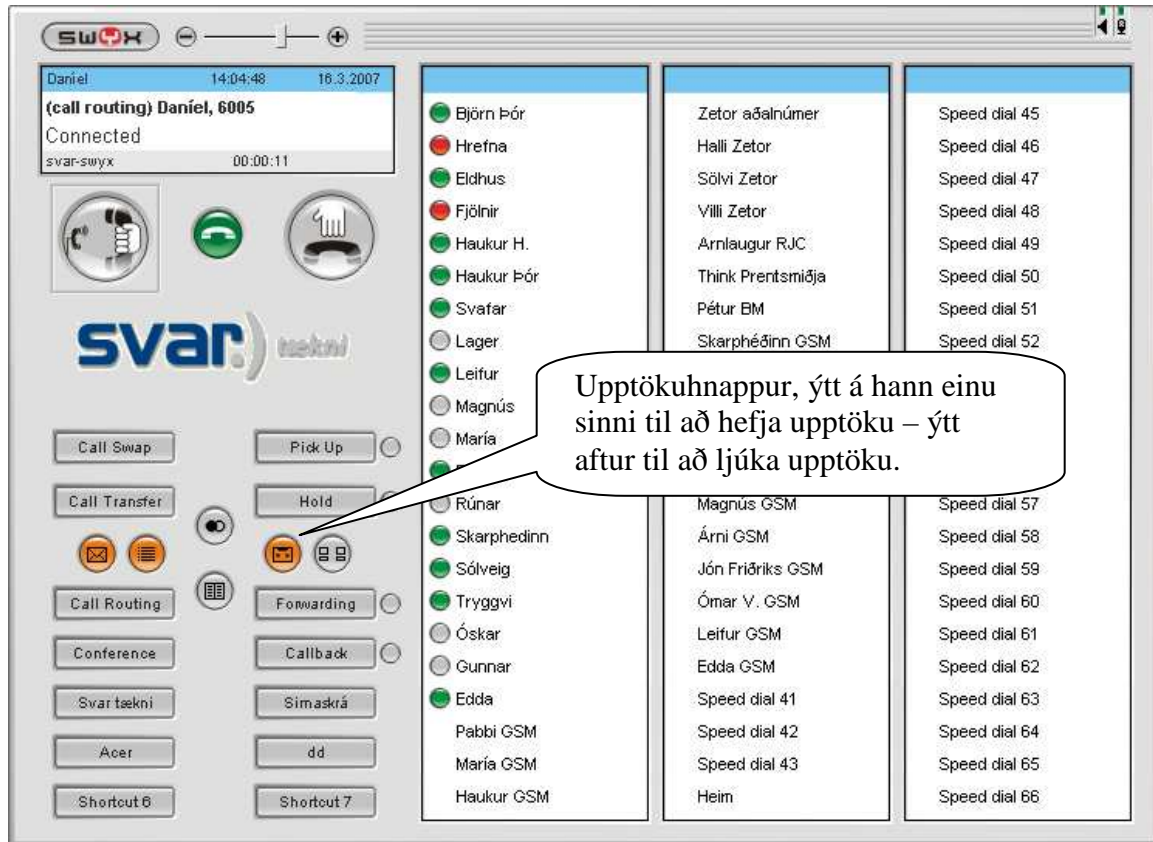 swyx
Daníel 14:04:48 16.3.2007
(call routing) Daníel, 6005
Connected
svar-swyx 00:00:11
svar.) tækni
Call Swap
Pick Up
Call Transfer
Hold
Call Routing
Forwarding
Conference
Callback
Svar tækni
Símaskrá
Acer
dd
Shortcut 6
Shortcut 7
Björn Þór
Hrefna
Eldhus
Fjölnir
Haukur H.
Haukur Þór
Svafar
Lager
Leifur
Magnús
María
Rúnar
Skarphedinn
Sólveig
Tryggvi
Óskar
Gunnar
Edda
Pabbi GSM
María GSM
Haukur GSM
Zetor aðalnúmer
Halli Zetor
Sölvi Zetor
Villi Zetor
Arnlaugur RJC
Think Prentsmiðja
Pétur BM
Skarphéðinn GSM
Magnús GSM
Árni GSM
Jón Friðriks GSM
Ómar V. GSM
Leifur GSM
Edda GSM
Speed dial 41
Speed dial 42
Speed dial 43
Heim
Speed dial 45
Speed dial 46
Speed dial 47
Speed dial 48
Speed dial 49
Speed dial 50
Speed dial 51
Speed dial 52
Speed dial 57
Speed dial 58
Speed dial 59
Speed dial 60
Speed dial 61
Speed dial 62
Speed dial 63
Speed dial 64
Speed dial 65
Speed dial 66
Upptökuhnappur, ýtt á hann einu
sinni til að hefja upptöku – ýtt
aftur til að ljúka upptöku.